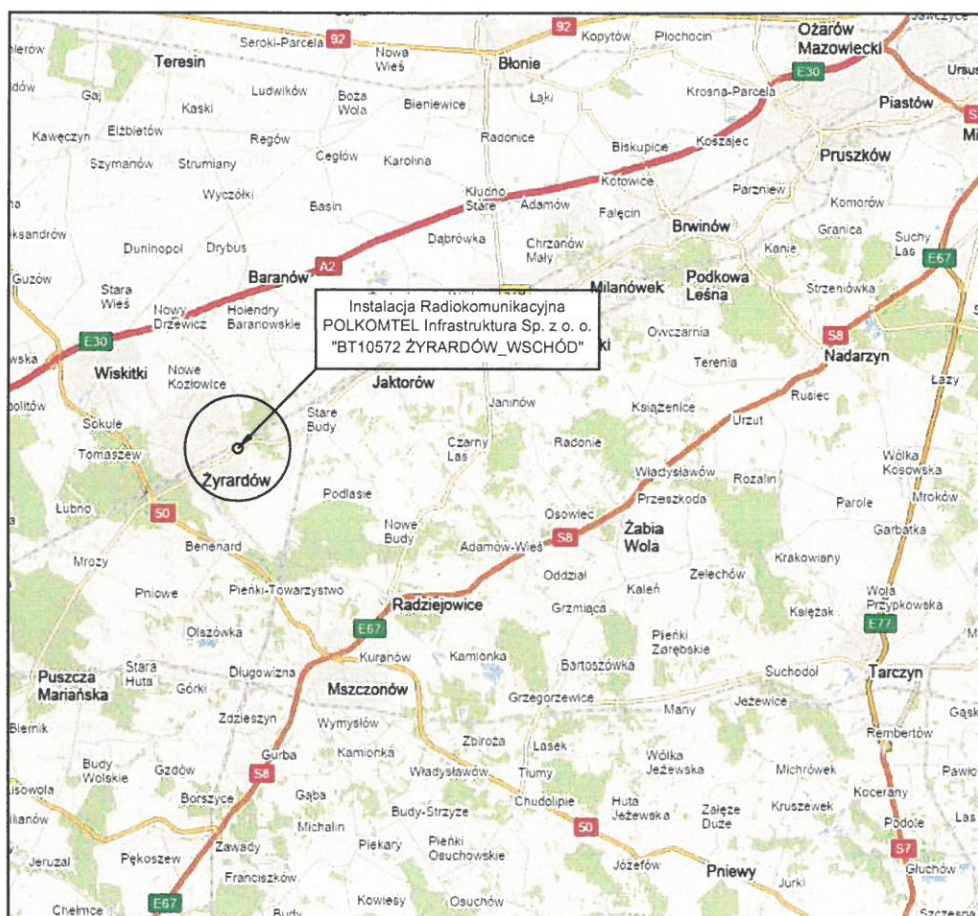 92
92
Jawczyce
Kopytów
Płochocin
Ożarów
Mazowiecki
Seroki-Parcela
Nowa
Wieś
Teresin
Błonie
E30
Ursus
Gaj
Ludwików
Boża
Wola
Bieniewice
Łąki
Krosna-Parcela
Piastów
Kaski
Kawęczyn
Elżbietów
Regów
Radonice
Koszajec
Biskupice
Pruszków
Szymanów
Strumiany
Cegłów
Karolina
Wyczółki
Kotowice
Parzniew
Basin
Kłudno
Stare
Adamów
Falęcin
Komorów
Brwinów
Granica
Suchy
Las
Duninopol
Drybus
Dąbrówka
Chrzanów
Mały
Kanie
E67
Guzów
Baranów
A2
Stara
Wieś
Milanówek
Podkowa
Leśna
Strzeniówka
Nowy
Drzewicz
Holendry
Baranowskie
Instalacja Radiokomunikacyjna
POLKOMTEL Infrastruktura Sp. z o. o.
"BT10572 ŻYRARDÓW_WSCHÓD"
Owczarnia
S8
Nadarzyn
E30
Wiskitki
Nowe
Kozłowice
Jaktorów
Terenia
Rusiec
Łazy
Stare
Budy
Janinów
Książenice
Urzut
Sokule
Tomaszew
Czarny
Las
Radonie
Wólka
Kosowska
Żyrardów
Władysławów
Rozalin
Mroków
Podlasie
Przeszkoda
Parole
Łubno
50
Osowiec
Nowe
Budy
Żabia
Wola
Garbatka
Benenard
Adamów-Wieś
S8
Mrozy
Krakowiany
Oddział
Żelechów
Pniowe
Pieńki-Towarzystwo
Kaleń
Wola
Przypkowska
Radziejowice
Grzmiąca
Książak
E67
E77
Olszówka
Pieńki
Zarębskie
Stara
Huta
Kuranów
Kamionka
Bartoszówka
Puszcza
Mariańska
Długowizna
Suchodół
Tarczyn
Górki
Mszczonów
Grzegorzewice
Jeżewice
Zdzieszyn
Wymysłów
Many
Biernik
Rembertów
Gurba
Kamionka
Zbiroża
Lasek
Budy
Wolskie
Gzdów
S8
Władysławów
Tłumy
Wólka
Jeżewska
Michrówek
Kocerany
Borszyce
Gąba
Chudolipie
Huta
Jeżewska
Załęże
Duże
Kruszewek
Budy-Strzyże
Michalin
50
Podole
Las
Zawady
Piekary
Pieńki
Osuchowskie
S7
Jeruzal
Pękoszew
Józefów
Pniewy
Głuchów
Franciszków
Jurki
E67
Chełmce
Budy
Kowiesy
Osuchów